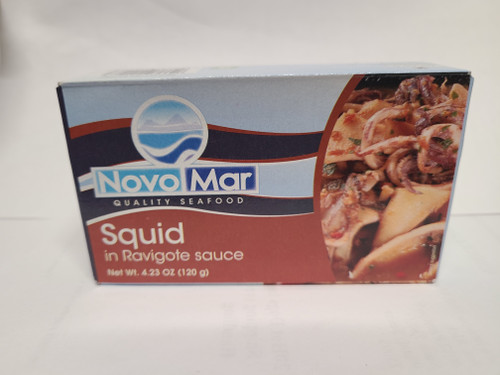 Novo Mar
QUALITY SEAFOOD
Squid
in Ravigote sauce
Net Wt. 4.23 OZ (120 g)